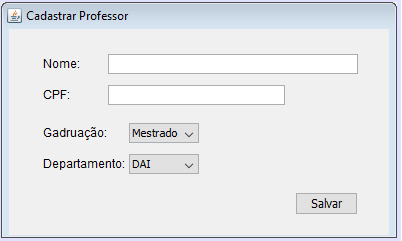 Cadastrar Professor
Nome:
CPF:
Gadruação: Mestrado
Departamento: DAI
Salvar